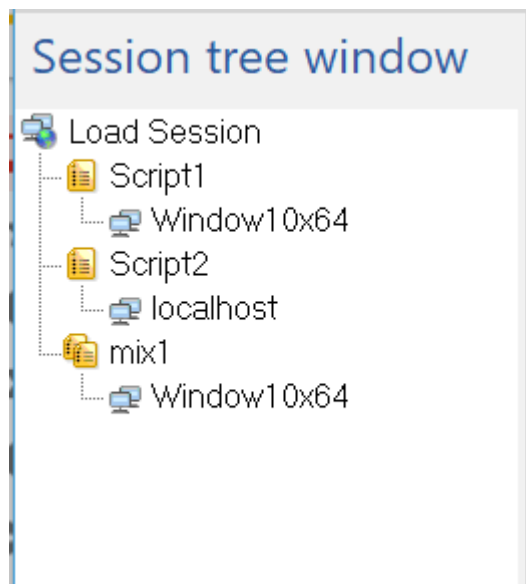 Session tree window
Load Session
Script1
Window10x64
Script2
localhost
mix1
Window10x64